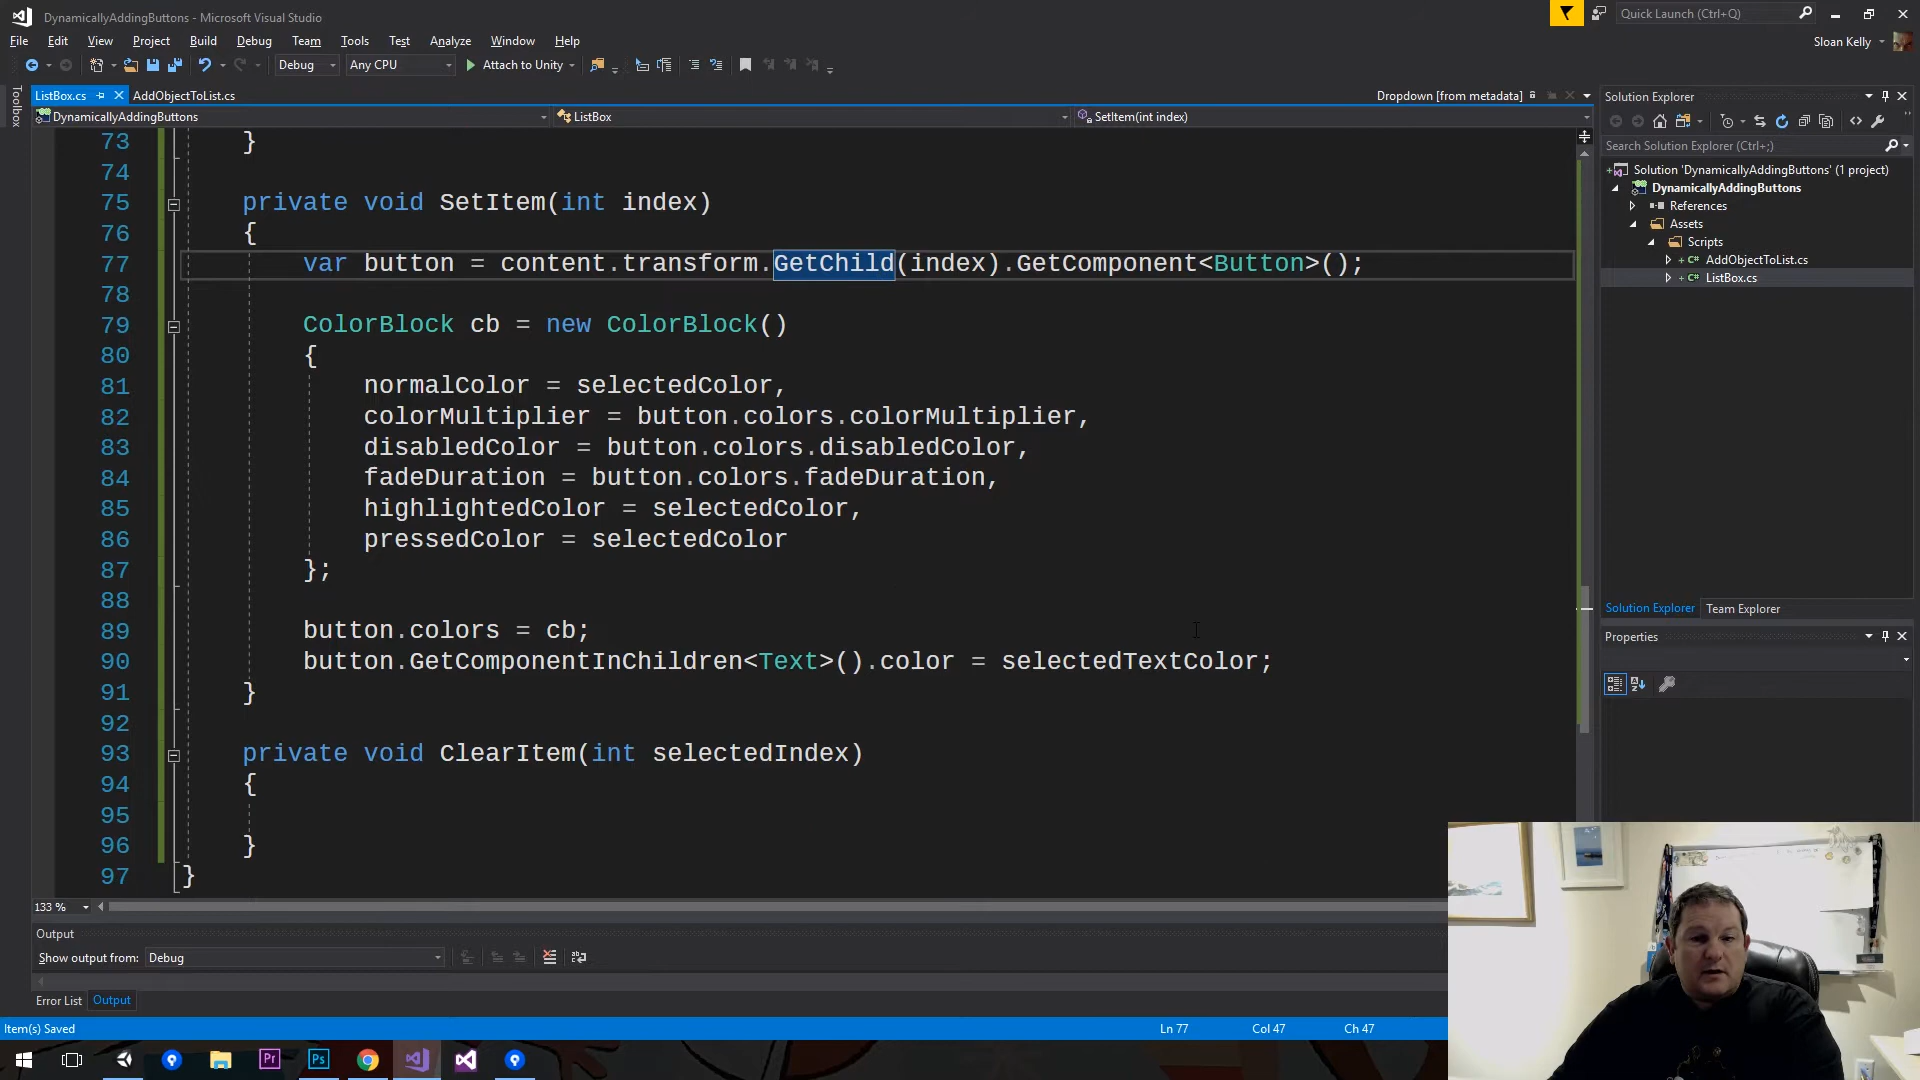 DynamicallyAddingButtons - Microsoft Visual Studio
Quick Launch (Ctrl+Q)
File Edit View Project Build Debug Team Tools Test Analyze Window Help
Sloan Kelly
Debug Any CPU Attach to Unity
Toolbox
ListBox.cs AddObjectToList.cs Dropdown [from metadata]
DynamicallyAddingButtons ListBox SetItem(int index)
73 }
74
75 private void SetItem(int index)
76 {
77 var button = content.transform.GetChild(index).GetComponent<Button>();
78
79 ColorBlock cb = new ColorBlock()
80 {
81 normalColor = selectedColor,
82 colorMultiplier = button.colors.colorMultiplier,
83 disabledColor = button.colors.disabledColor,
84 fadeDuration = button.colors.fadeDuration,
85 highlightedColor = selectedColor,
86 pressedColor = selectedColor
87 };
88
89 button.colors = cb;
90 button.GetComponentInChildren<Text>().color = selectedTextColor;
91 }
92
93 private void ClearItem(int selectedIndex)
94 {
95
96 }
97 }
133 %
Output
Show output from: Debug
Error List Output
Item(s) Saved Ln 77 Col 47 Ch 47
Solution Explorer
Search Solution Explorer (Ctrl+;)
Solution 'DynamicallyAddingButtons' (1 project)
DynamicallyAddingButtons
References
Assets
Scripts
AddObjectToList.cs
ListBox.cs
Solution Explorer Team Explorer
Properties
Pr Ps